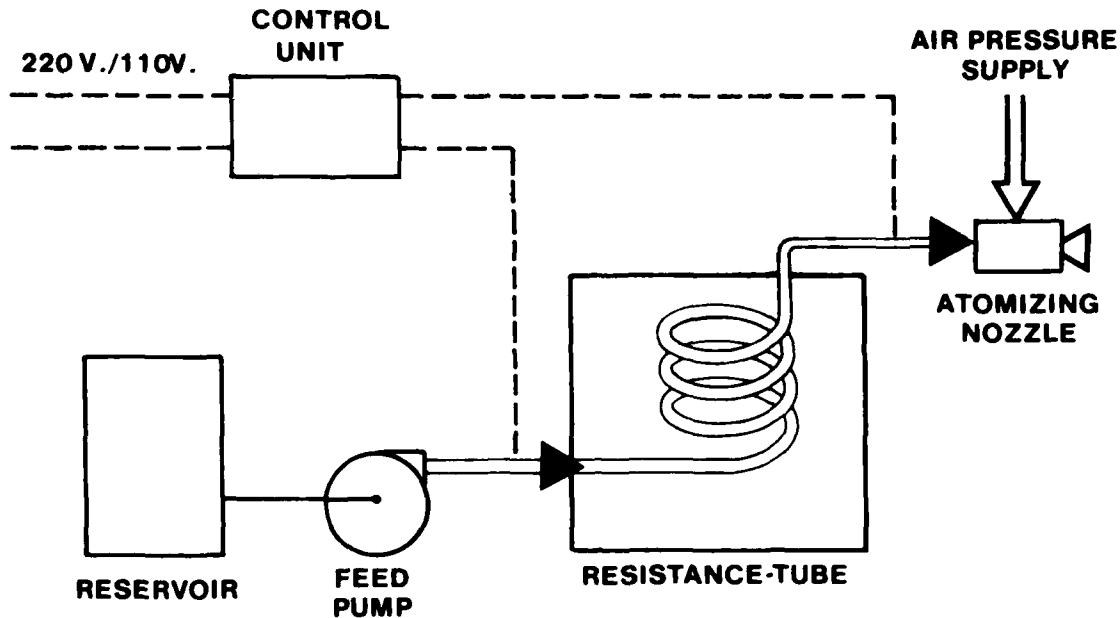 CONTROL
UNIT
220 V./110V.
AIR PRESSURE
SUPPLY
ATOMIZING
NOZZLE
RESERVOIR
FEED
PUMP
RESISTANCE-TUBE